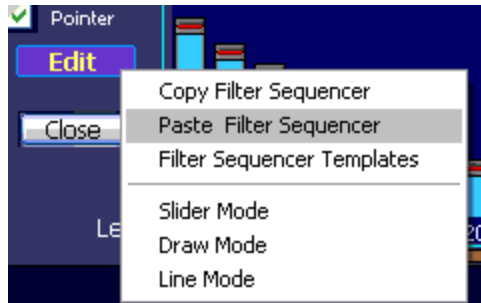 Pointer
Edit
Copy Filter Sequencer
Close
Paste Filter Sequencer
Filter Sequencer Templates
Slider Mode
Draw Mode
Line Mode